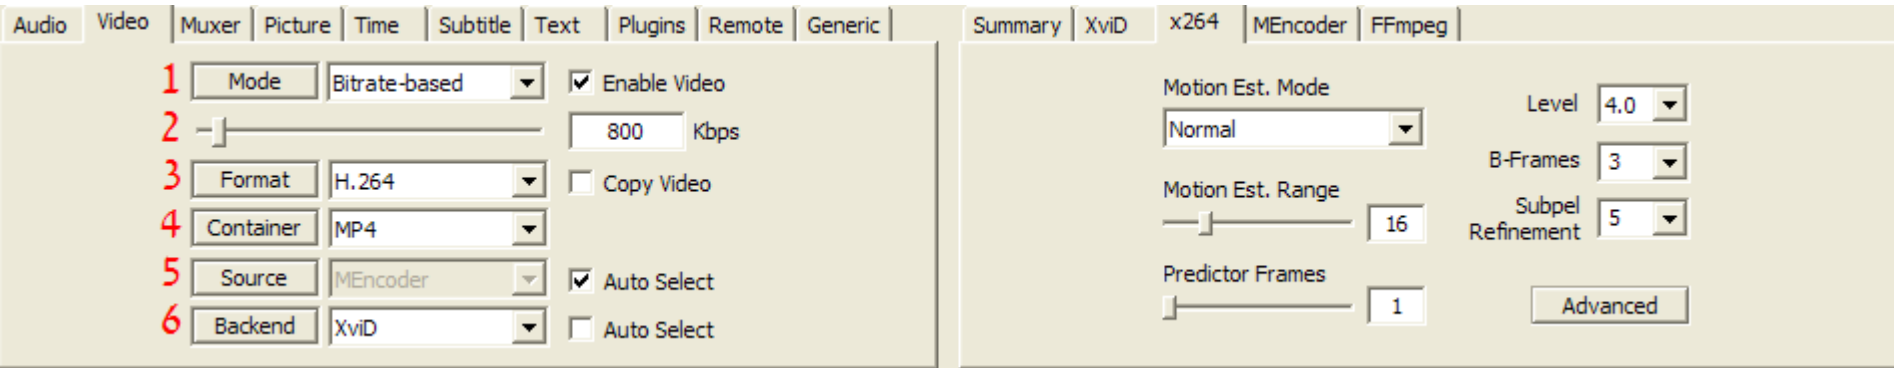 Audio Video Muxer Picture Time Subtitle Text Plugins Remote Generic
1 Mode Bitrate-based Enable Video
2 800 Kbps
3 Format H.264 Copy Video
4 Container MP4
5 Source MEncoder Auto Select
6 Backend XviD Auto Select
Summary XviD x264 MEncoder FFmpeg
Motion Est. Mode
Normal
Motion Est. Range
16
Predictor Frames
1
Level 4.0
B-Frames 3
Subpel
Refinement 5
Advanced